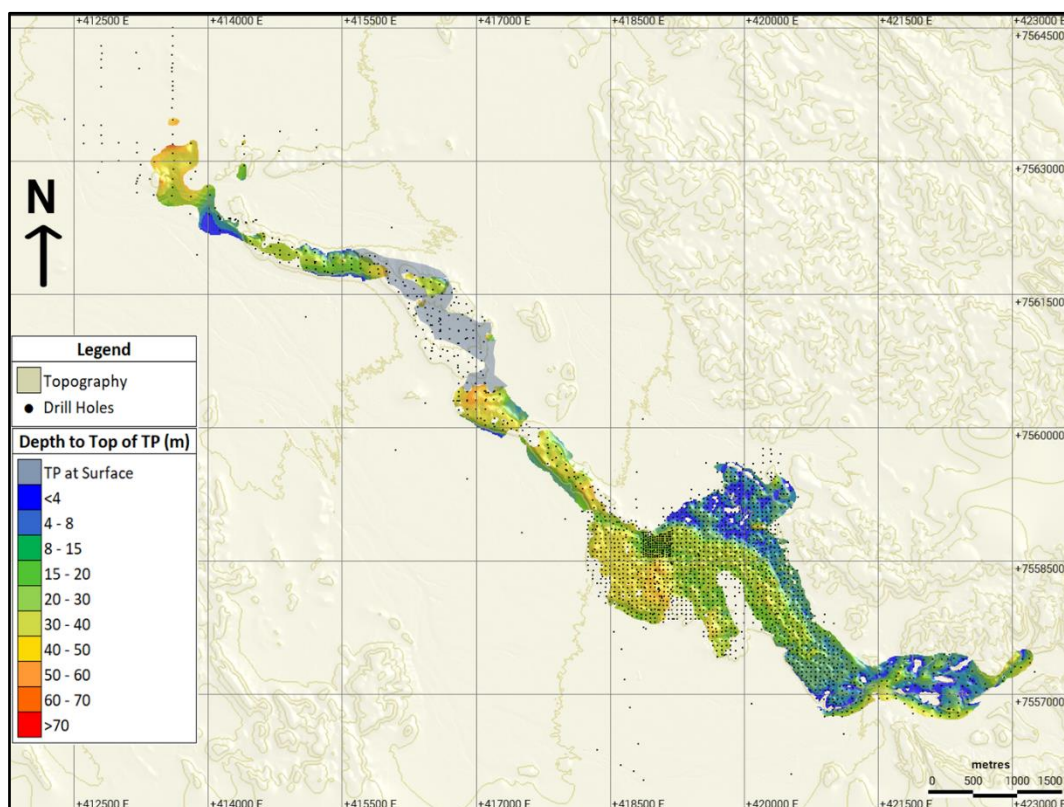 +412500 E +414000 E +415500 E +417000 E +418500 E +420000 E +421500 E +423000 E
+7564500
+7563000
N
+7561500
Legend
Topography
Drill Holes
Depth to Top of TP (m)
TP at Surface
<4
4 - 8
8 - 15
15 - 20
20 - 30
30 - 40
40 - 50
50 - 60
60 - 70
>70
+7560000
+7558500
+7557000
metres
0 500 1000 1500
+412500 E +414000 E +415500 E +417000 E +418500 E +420000 E +421500 E +423000 E